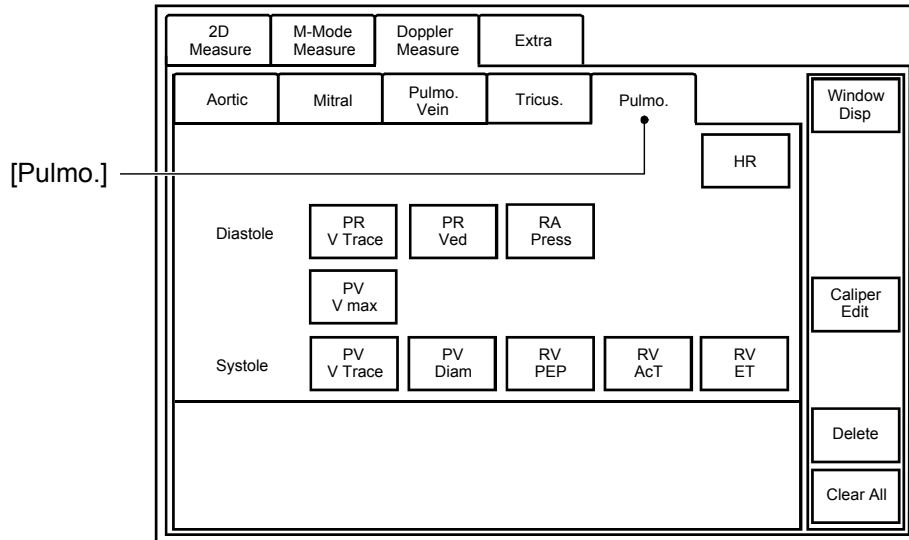 2D
Measure
M-Mode
Measure
Doppler
Measure
Extra
Aortic
Mitral
Pulmo.
Vein
Tricus.
Pulmo.
Window
Disp
[Pulmo.]
HR
Diastole
PR
V Trace
PR
Ved
RA
Press
PV
V max
Caliper
Edit
Systole
PV
V Trace
PV
Diam
RV
PEP
RV
AcT
RV
ET
Delete
Clear All